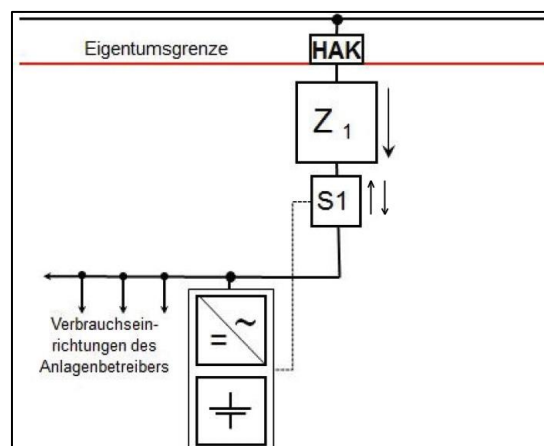 Eigentumsgrenze
HAK
Z 1
S1
Verbrauchsein-
richtungen des
Anlagenbetreibers